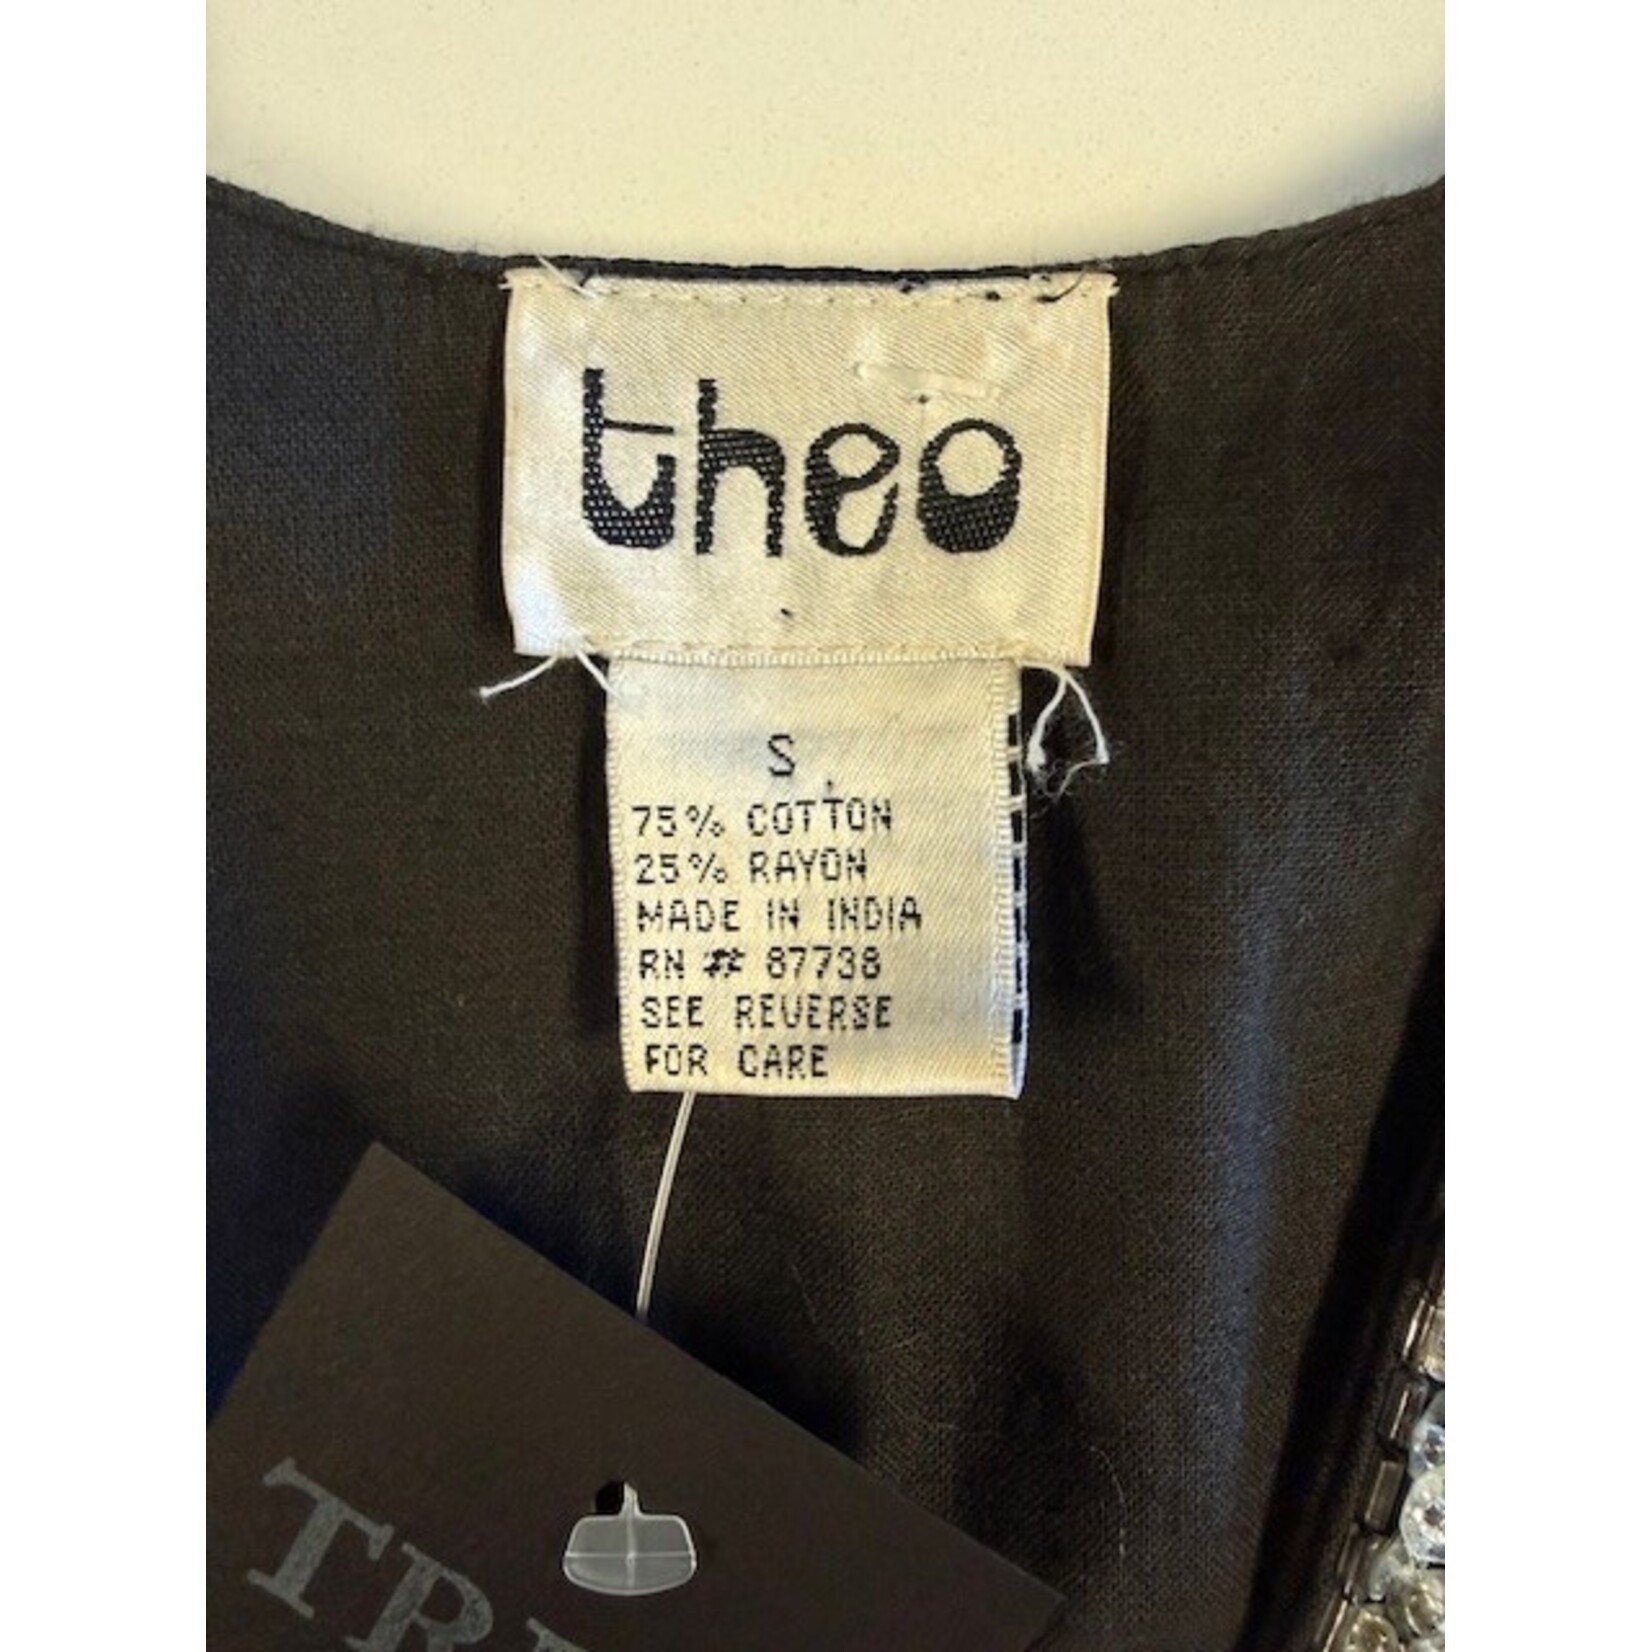 theo
S
75% COTTON
25% RAYON
MADE IN INDIA
RN # 87738
SEE REVERSE
FOR CARE